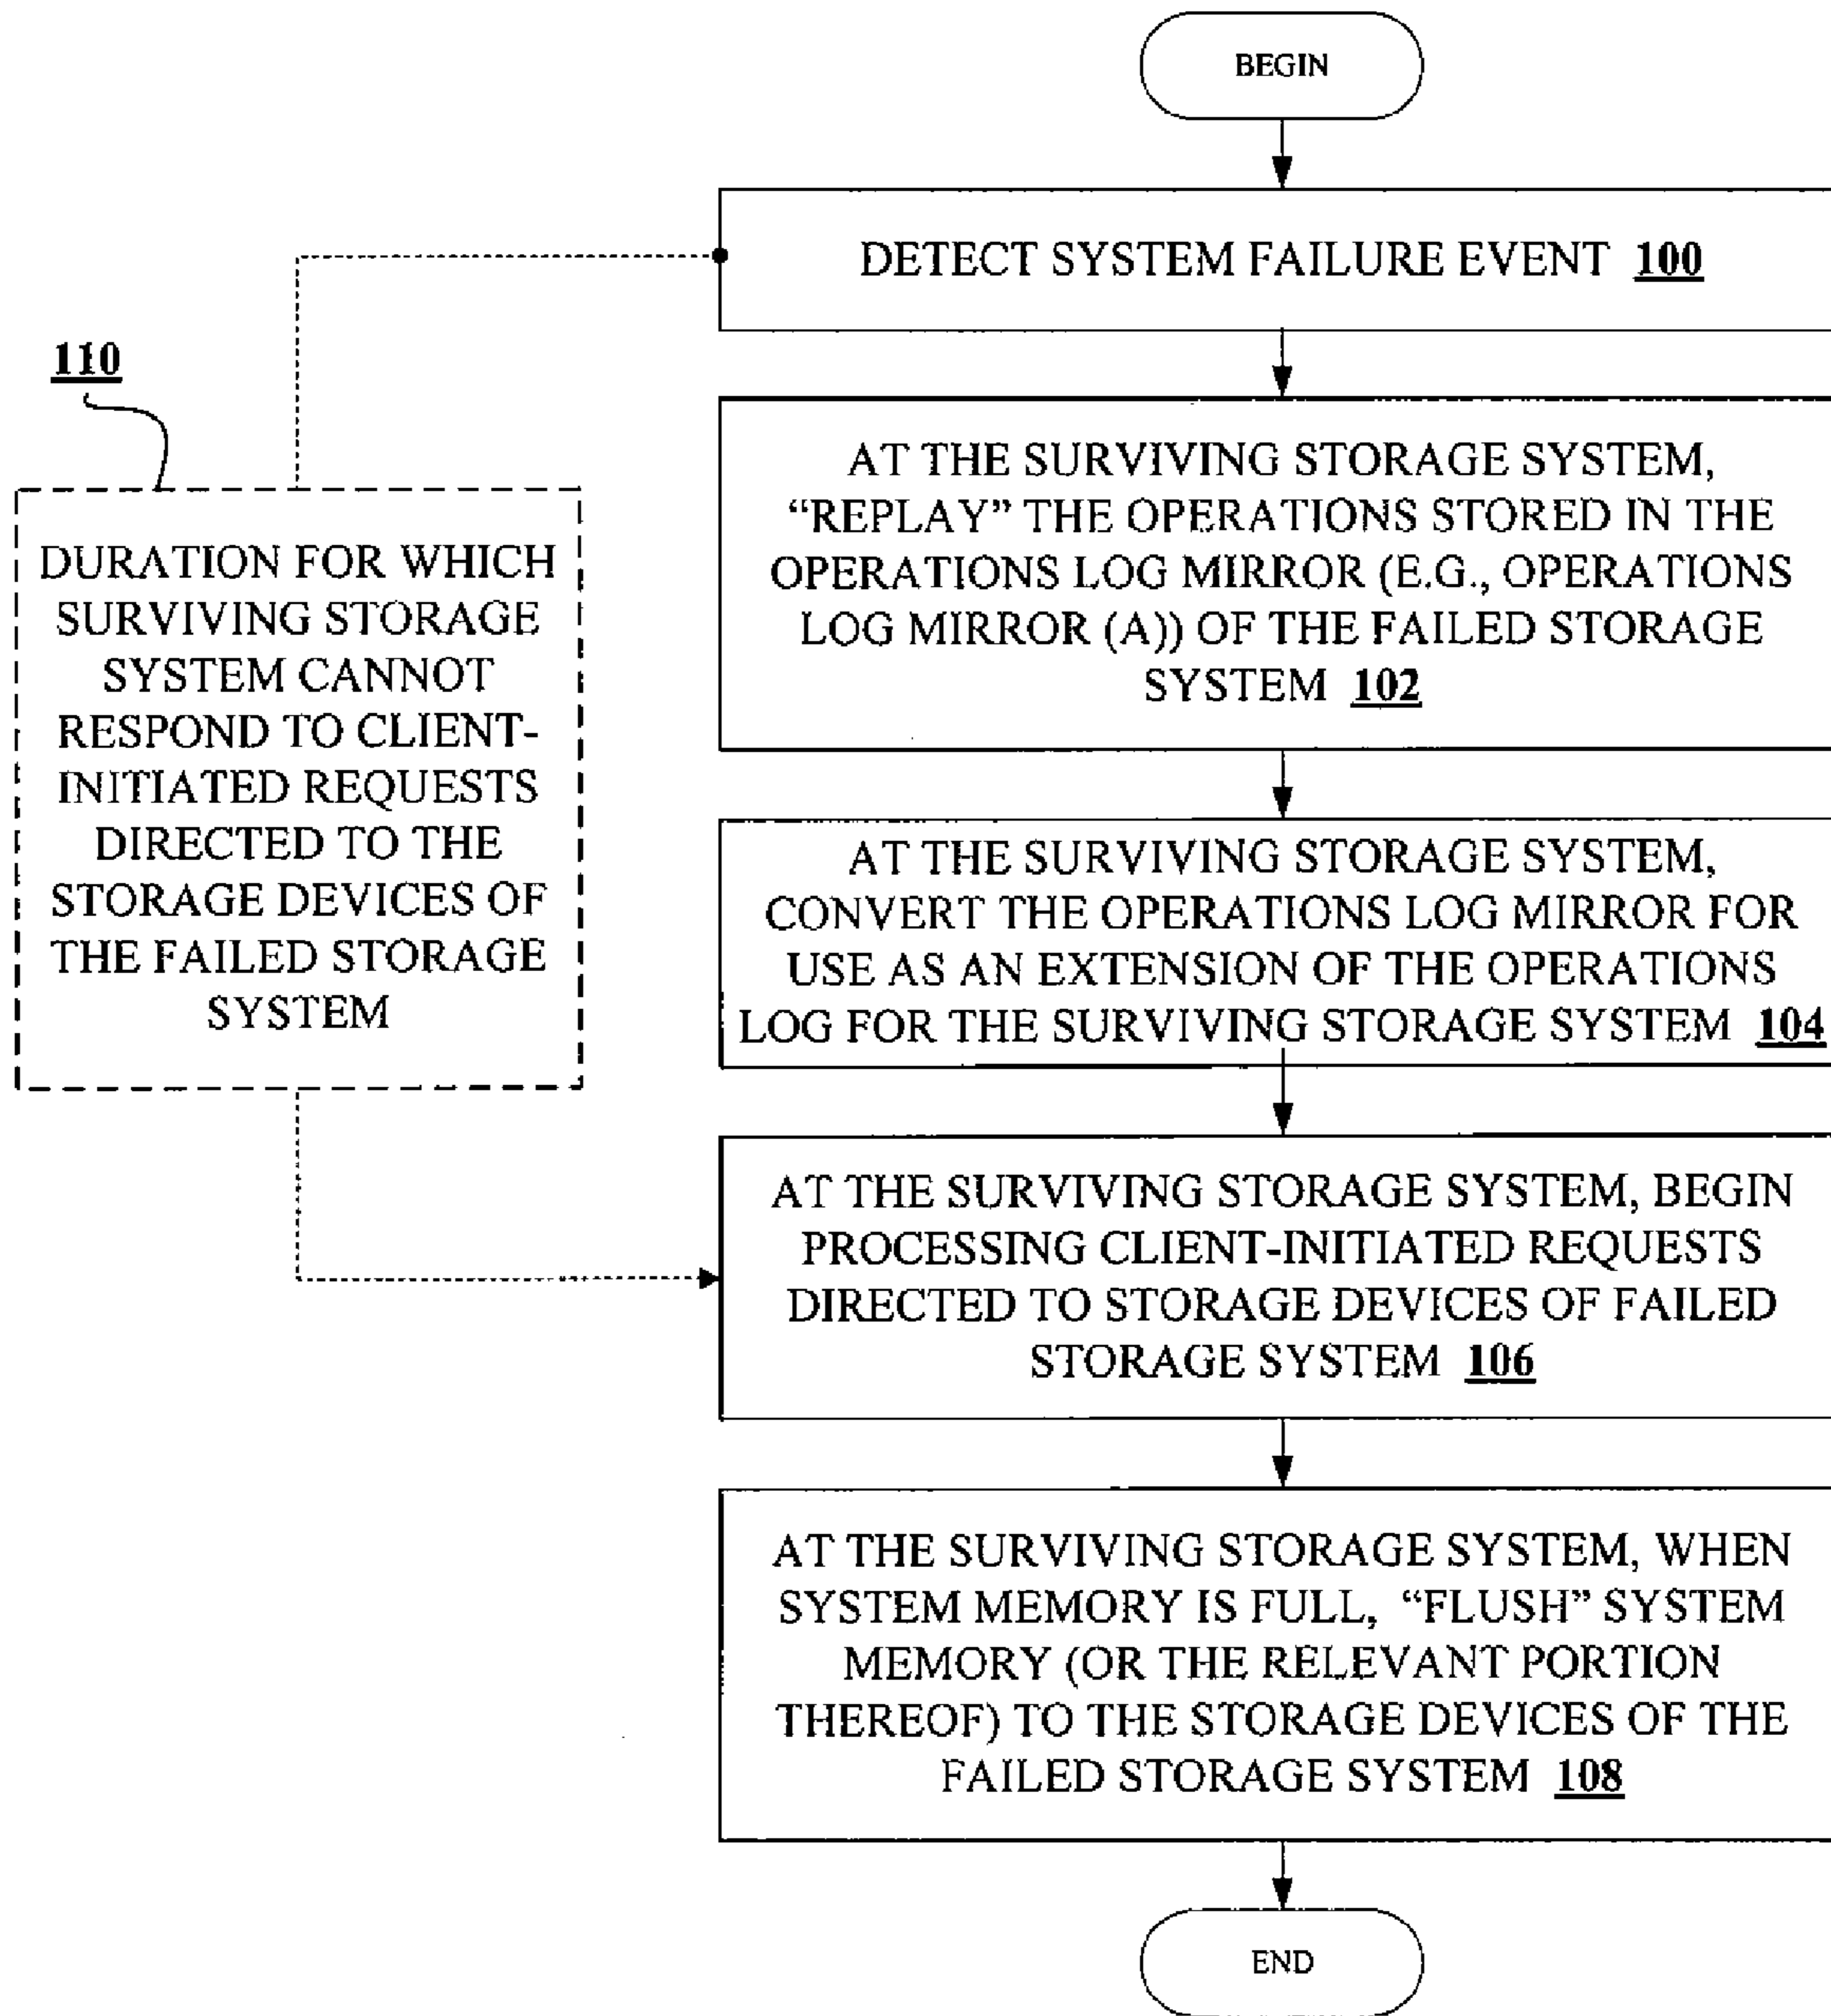 BEGIN
DETECT SYSTEM FAILURE EVENT 100
110
DURATION FOR WHICH
SURVIVING STORAGE
SYSTEM CANNOT
RESPOND TO CLIENT-
INITIATED REQUESTS
DIRECTED TO THE
STORAGE DEVICES OF
THE FAILED STORAGE
SYSTEM
AT THE SURVIVING STORAGE SYSTEM,
“REPLAY” THE OPERATIONS STORED IN THE
OPERATIONS LOG MIRROR (E.G., OPERATIONS
LOG MIRROR (A)) OF THE FAILED STORAGE
SYSTEM 102
AT THE SURVIVING STORAGE SYSTEM,
CONVERT THE OPERATIONS LOG MIRROR FOR
USE AS AN EXTENSION OF THE OPERATIONS
LOG FOR THE SURVIVING STORAGE SYSTEM 104
AT THE SURVIVING STORAGE SYSTEM, BEGIN
PROCESSING CLIENT-INITIATED REQUESTS
DIRECTED TO STORAGE DEVICES OF FAILED
STORAGE SYSTEM 106
AT THE SURVIVING STORAGE SYSTEM, WHEN
SYSTEM MEMORY IS FULL, “FLUSH” SYSTEM
MEMORY (OR THE RELEVANT PORTION
THEREOF) TO THE STORAGE DEVICES OF THE
FAILED STORAGE SYSTEM 108
END